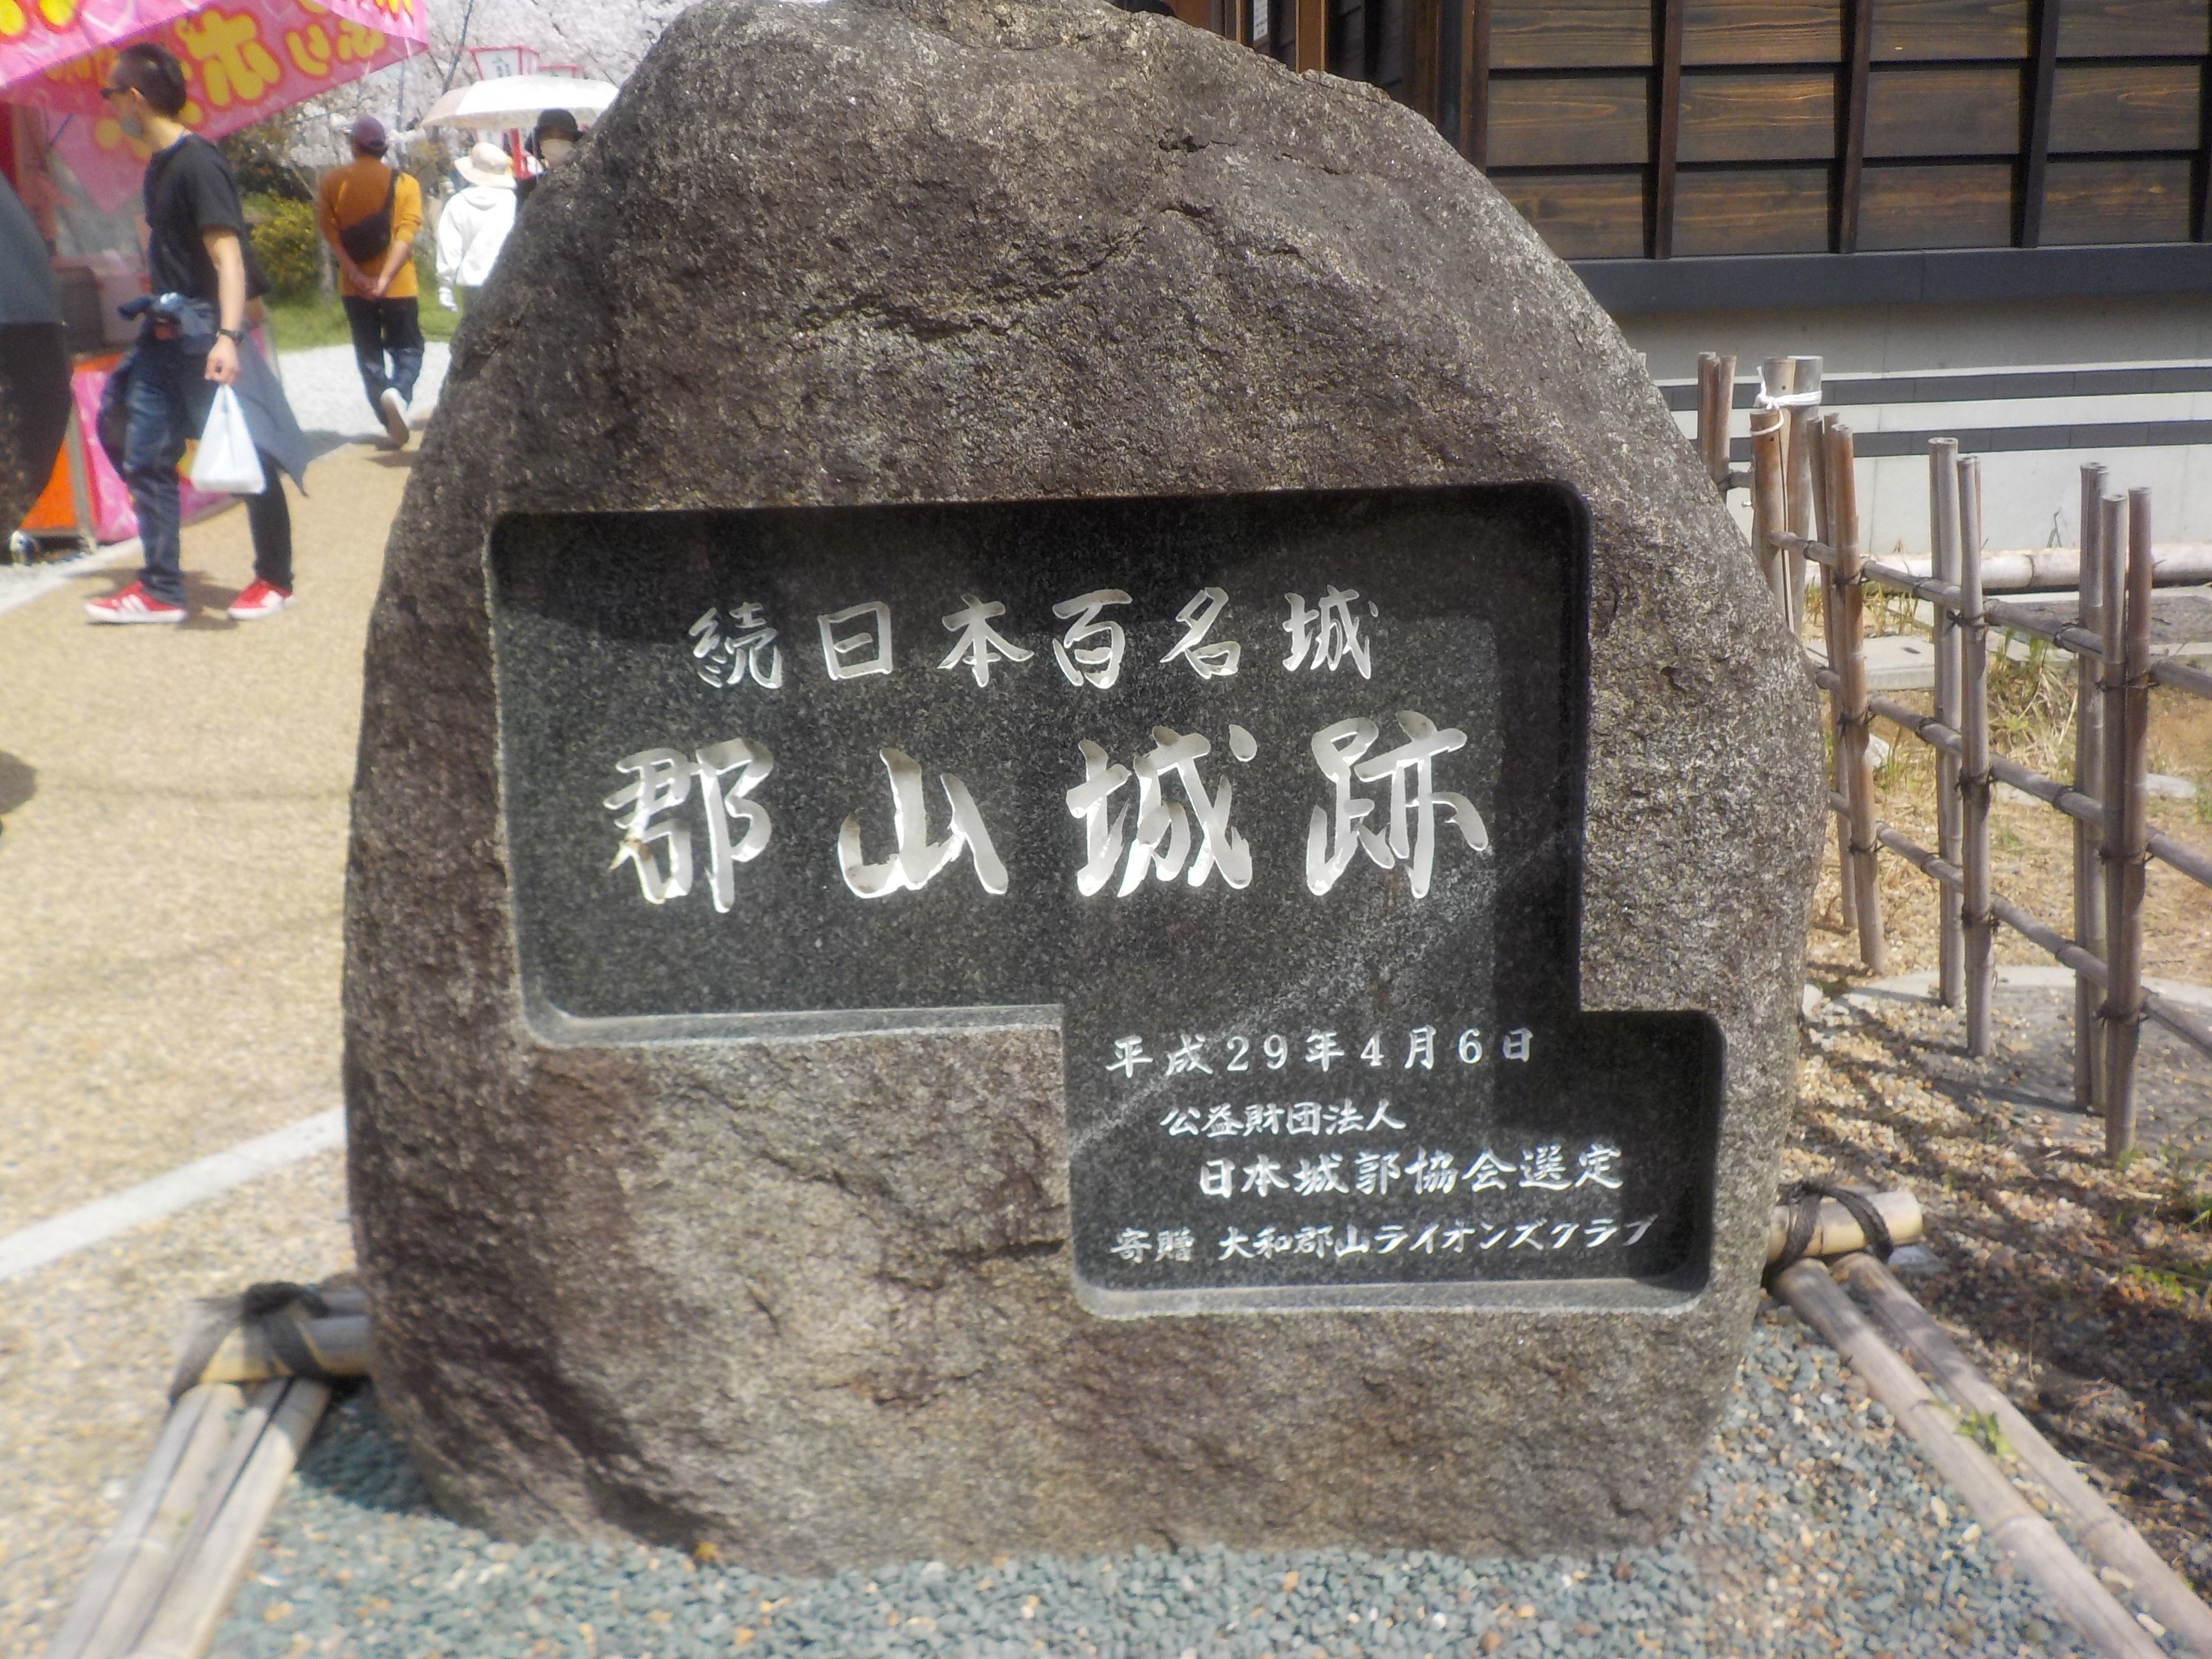 続日本百名城
郡山城跡
平成29年4月6日
公益財団法人
日本城郭協会選定
寄贈 大和郡山ライオンズクラブ